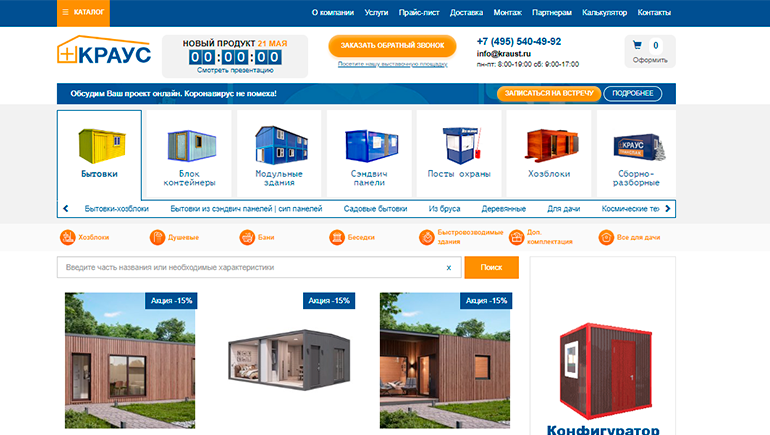 ≡ КАТАЛОГ
О компании Услуги Прайс-лист Доставка Монтаж Партнерам Калькулятор Контакты
КРАУС
НОВЫЙ ПРОДУКТ 21 МАЯ
00:00:00
Смотреть презентацию
ЗАКАЗАТЬ ОБРАТНЫЙ ЗВОНОК
Посетите нашу выставочную площадку
+7 (495) 540-49-92
info@kraust.ru
пн-пт: 8:00-19:00 сб: 9:00-17:00
0
Оформить
Обсудим Ваш проект онлайн. Коронавирус не помеха!
ЗАПИСАТЬСЯ НА ВСТРЕЧУ
ПОДРОБНЕЕ
Бытовки
Блок
контейнеры
Модульные
здания
Сэндвич
панели
Посты охраны
Хозблоки
КРАУС
Сборно-
разборные
Бытовки-хозблоки Бытовки из сэндвич панелей | сип панелей Садовые бытовки Из бруса Деревянные Для дачи Космические тех
Хозблоки
Душевые
Бани
Беседки
Быстровозводимые
здания
Доп.
комплектация
Все для дачи
Введите часть названия или необходимые характеристики x
Поиск
Акция -15%
Акция -15%
Акция -15%
Конфигуратор